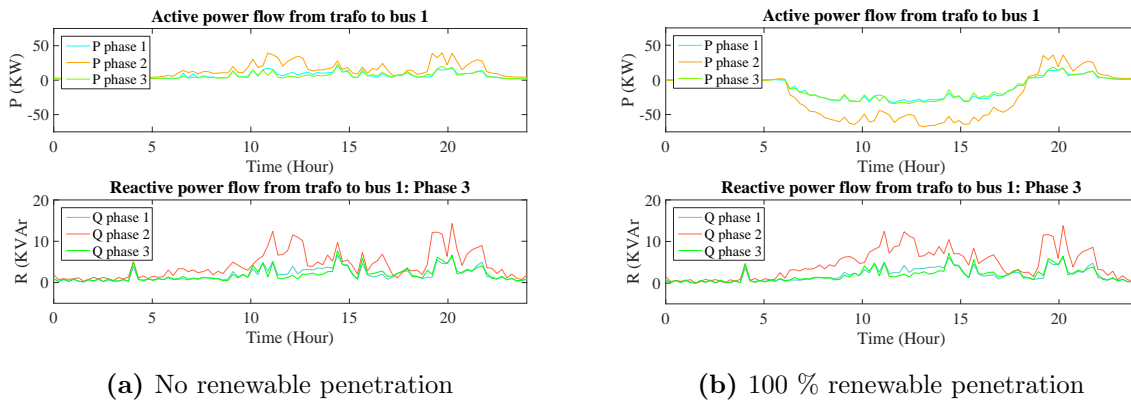 Active power flow from trafo to bus 1
50
0
-50
P (KW)
P phase 1
P phase 2
P phase 3
0 5 10 15 20
Time (Hour)
Reactive power flow from trafo to bus 1: Phase 3
20
10
0
R (KVAr)
Q phase 1
Q phase 2
Q phase 3
0 5 10 15 20
Time (Hour)
(a) No renewable penetration
Active power flow from trafo to bus 1
50
0
-50
P (KW)
P phase 1
P phase 2
P phase 3
0 5 10 15 20
Time (Hour)
Reactive power flow from trafo to bus 1: Phase 3
20
10
0
R (KVAr
Q phase 1
Q phase 2
Q phase 3
0 5 10 15 20
Time (Hour)
(b) 100 % renewable penetration